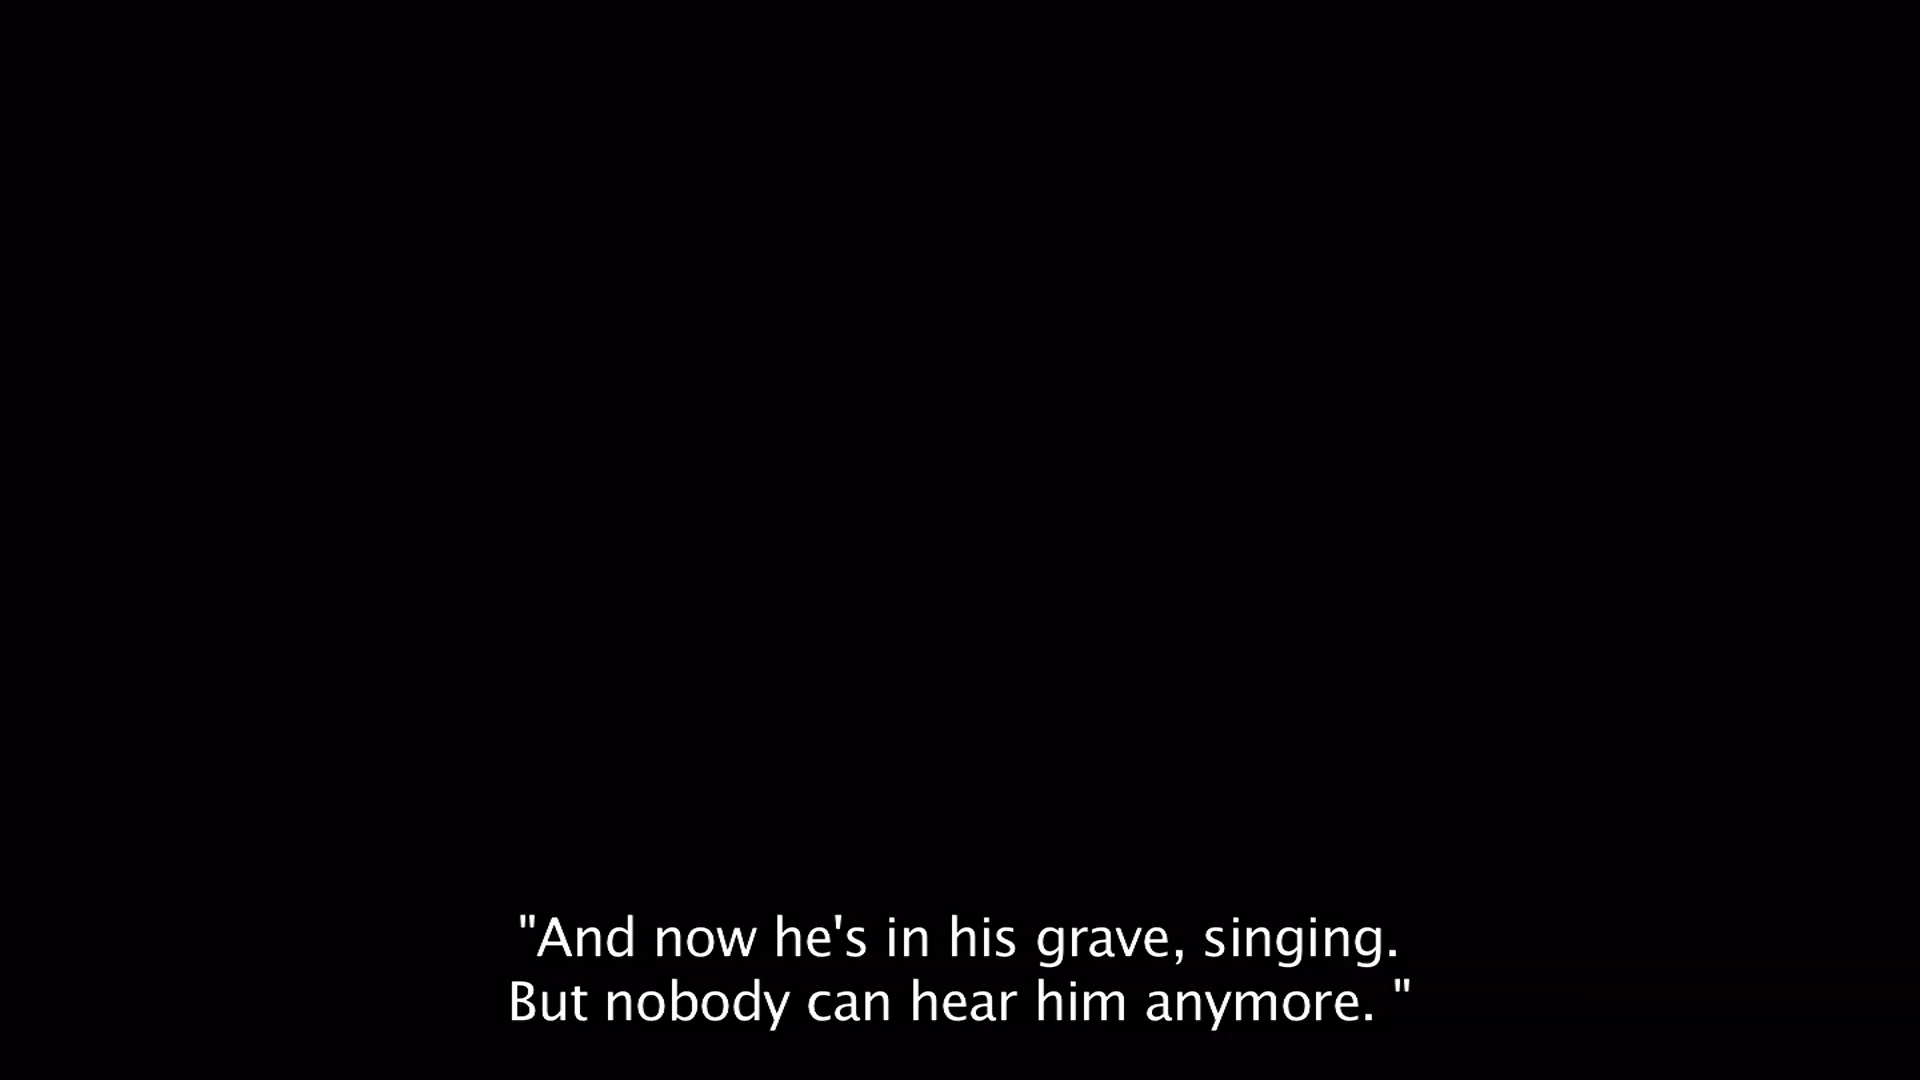 "And now he's in his grave, singing.
But nobody can hear him anymore. "